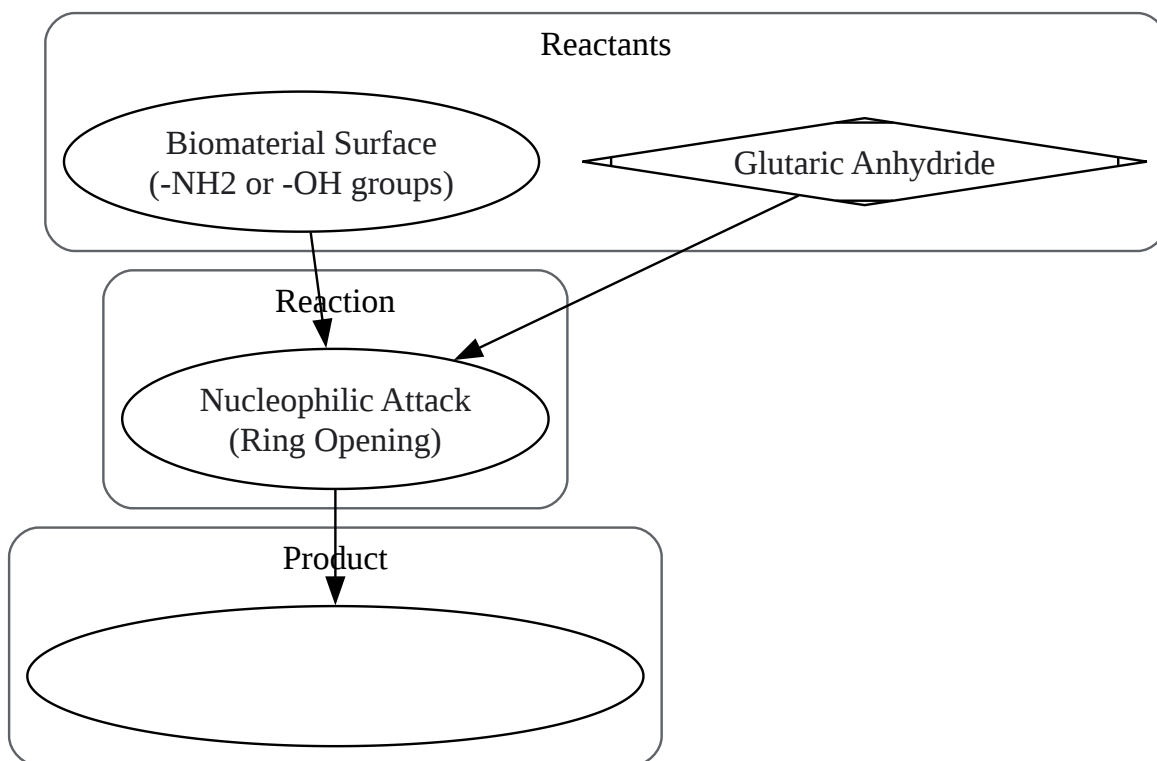 Reactants
Biomaterial Surface
(-NH2 or -OH groups)
Glutaric Anhydride
Reaction
Nucleophilic Attack
(Ring Opening)
Product